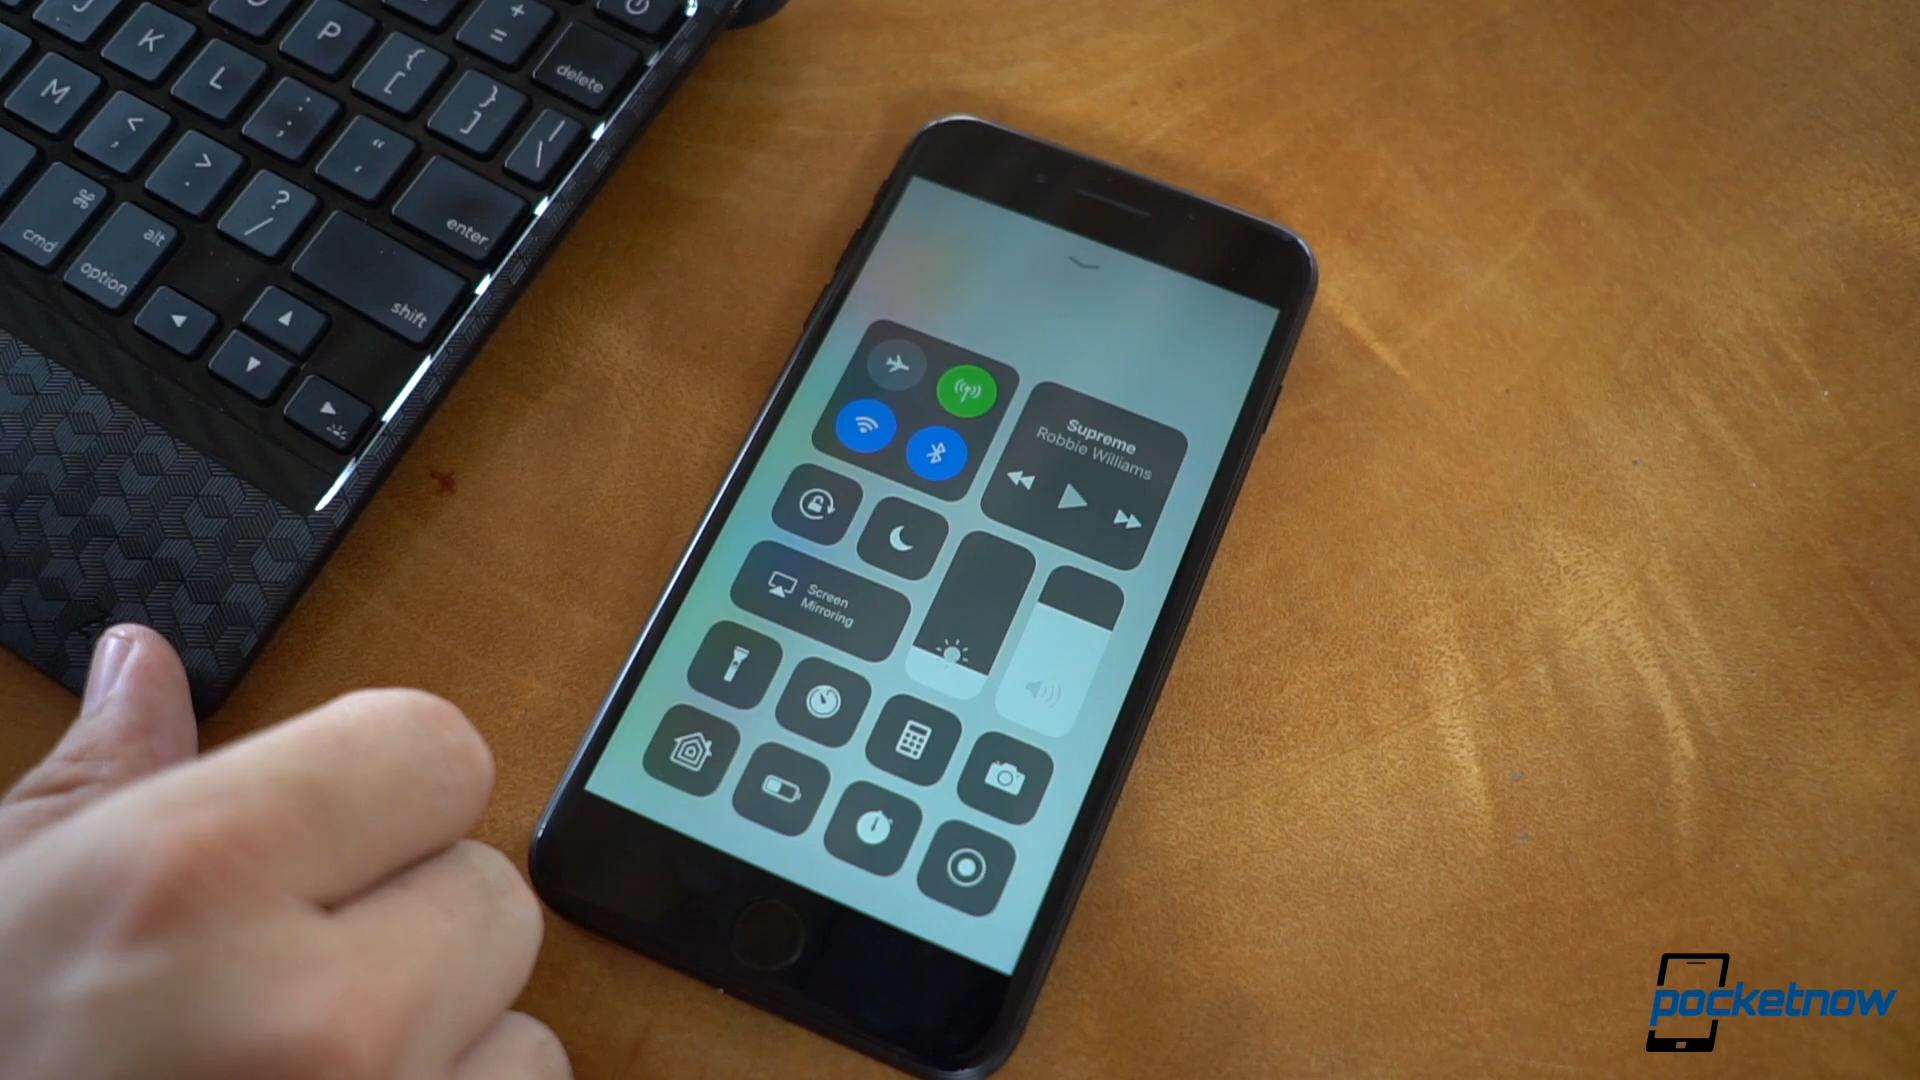 K
P
+
=
delete
M
L
{
[
}
]
<
,
:
;
“
‘
|
\
>
.
?
/
enter
⌘
cmd
alt
option
shift
Supreme
Robbie Williams
Screen
Mirroring
pocketnow